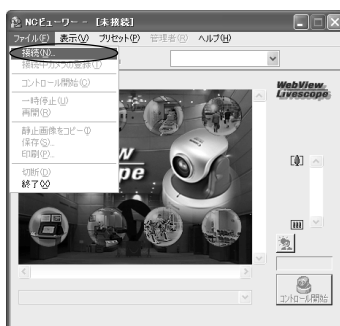 NCビューワー - [未接続]
ファイル(F) 表示(V) プリセット(P) 管理者(R) ヘルプ(H)
接続(N)...
接続中カメラの登録(T)
コントロール開始(C)
一時停止(U)
再開(R)
静止画像をコピー(I)
保存(S)...
印刷(P)...
切断(D)
終了(X)
WebView
Livescope
コントロール開始